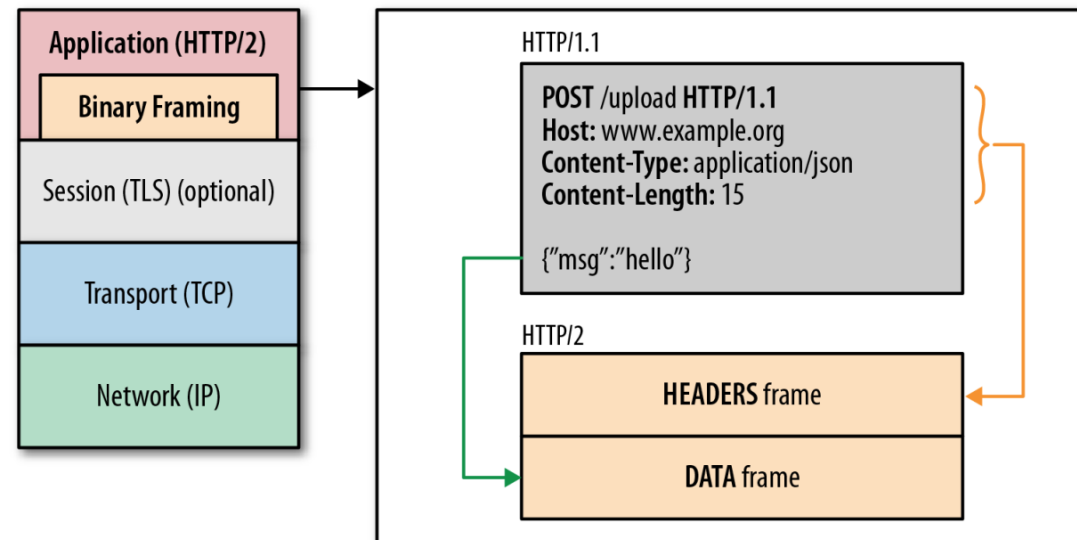 Application (HTTP/2)
Binary Framing
Session (TLS) (optional)
Transport (TCP)
Network (IP)
HTTP/1.1
POST /upload HTTP/1.1
Host: www.example.org
Content-Type: application/json
Content-Length: 15
{”msg”:”hello”}
HTTP/2
HEADERS frame
DATA frame